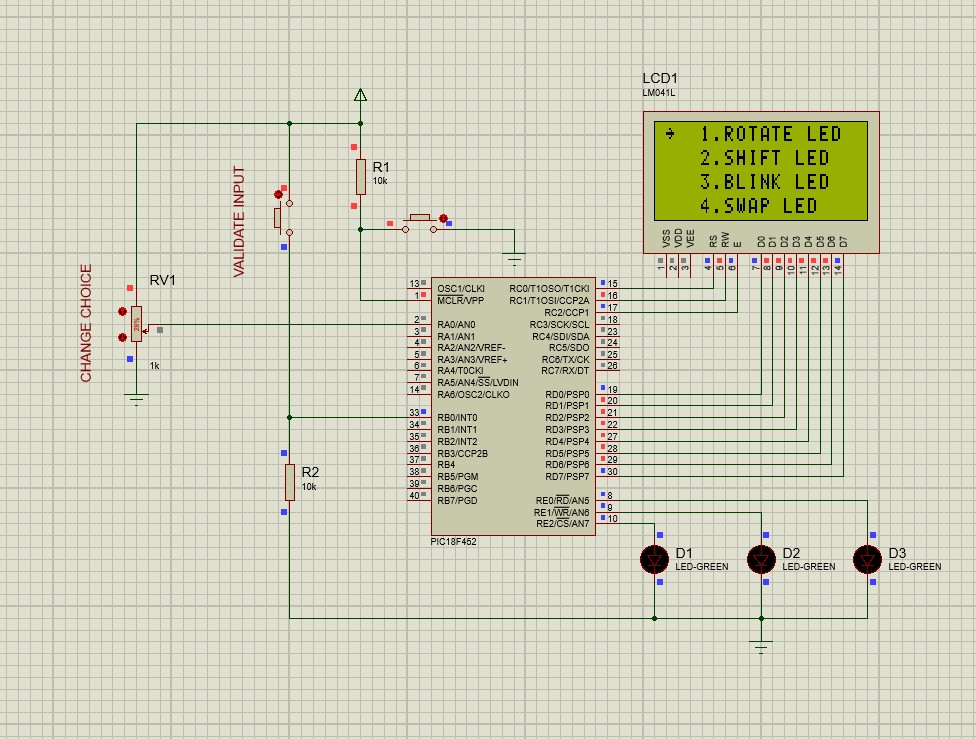 LCD1
LM041L
→ 1.ROTATE LED
2.SHIFT LED
3.BLINK LED
4.SWAP LED
VSS VDD VEE RS RW E D0 D1 D2 D3 D4 D5 D6 D7
1 2 3 4 5 6 7 8 9 10 11 12 13 14
R1
10k
VALIDATE INPUT
CHANGE CHOICE
RV1
28%
1k
R2
10k
13 OSC1/CLKI
1 MCLR/VPP
2 RA0/AN0
3 RA1/AN1
4 RA2/AN2/VREF-
5 RA3/AN3/VREF+
6 RA4/T0CKI
7 RA5/AN4/SS/LVDIN
14 RA6/OSC2/CLKO
33 RB0/INT0
34 RB1/INT1
35 RB2/INT2
36 RB3/CCP2B
37 RB4
38 RB5/PGM
39 RB6/PGC
40 RB7/PGD
RC0/T1OSO/T1CKI 15
RC1/T1OSI/CCP2A 16
RC2/CCP1 17
RC3/SCK/SCL 18
RC4/SDI/SDA 23
RC5/SDO 24
RC6/TX/CK 25
RC7/RX/DT 26
RD0/PSP0 19
RD1/PSP1 20
RD2/PSP2 21
RD3/PSP3 22
RD4/PSP4 27
RD5/PSP5 28
RD6/PSP6 29
RD7/PSP7 30
RE0/RD/AN5 8
RE1/WR/AN6 9
RE2/CS/AN7 10
PIC18F452
D1
LED-GREEN
D2
LED-GREEN
D3
LED-GREEN